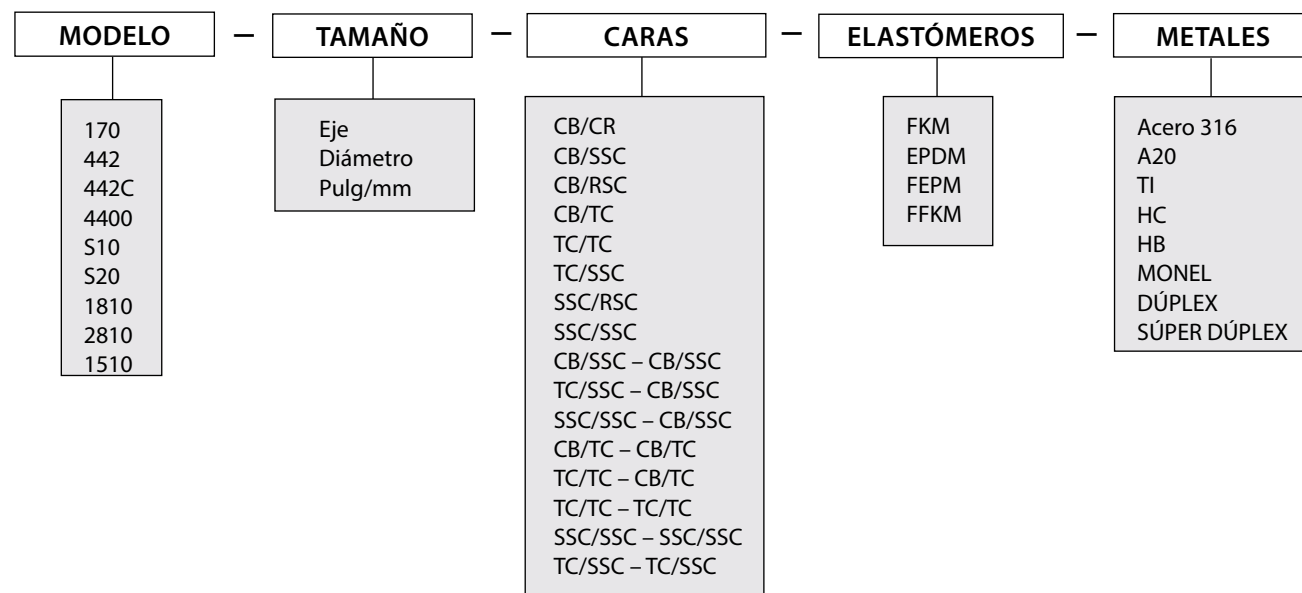 MODELO – TAMAÑO – CARAS – ELASTÓMEROS – METALES
170
442
442C
4400
S10
S20
1810
2810
1510
Eje
Diámetro
Pulg/mm
CB/CR
CB/SSC
CB/RSC
CB/TC
TC/TC
TC/SSC
SSC/RSC
SSC/SSC
CB/SSC – CB/SSC
TC/SSC – CB/SSC
SSC/SSC – CB/SSC
CB/TC – CB/TC
TC/TC – CB/TC
TC/TC – TC/TC
SSC/SSC – SSC/SSC
TC/SSC – TC/SSC
FKM
EPDM
FEPM
FFKM
Acero 316
A20
TI
HC
HB
MONEL
DÚPLEX
SÚPER DÚPLEX